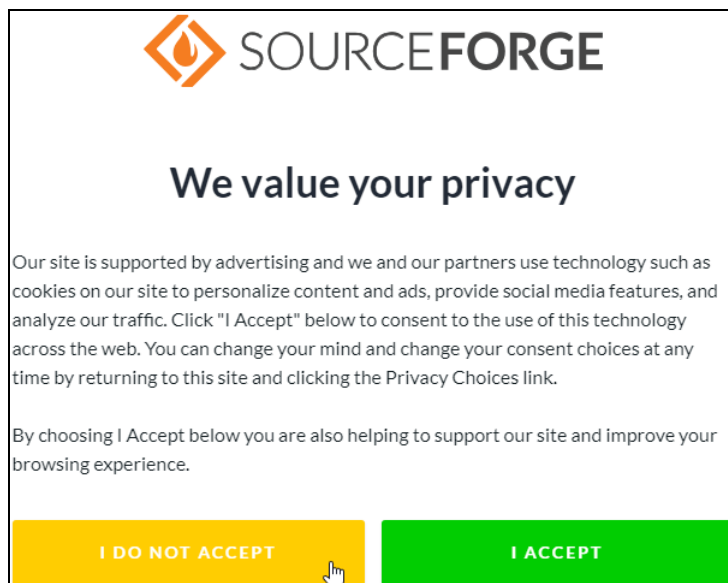 SOURCEFORGE
We value your privacy
Our site is supported by advertising and we and our partners use technology such as
cookies on our site to personalize content and ads, provide social media features, and
analyze our traffic. Click "I Accept" below to consent to the use of this technology
across the web. You can change your mind and change your consent choices at any
time by returning to this site and clicking the Privacy Choices link.
By choosing I Accept below you are also helping to support our site and improve your
browsing experience.
I DO NOT ACCEPT
I ACCEPT